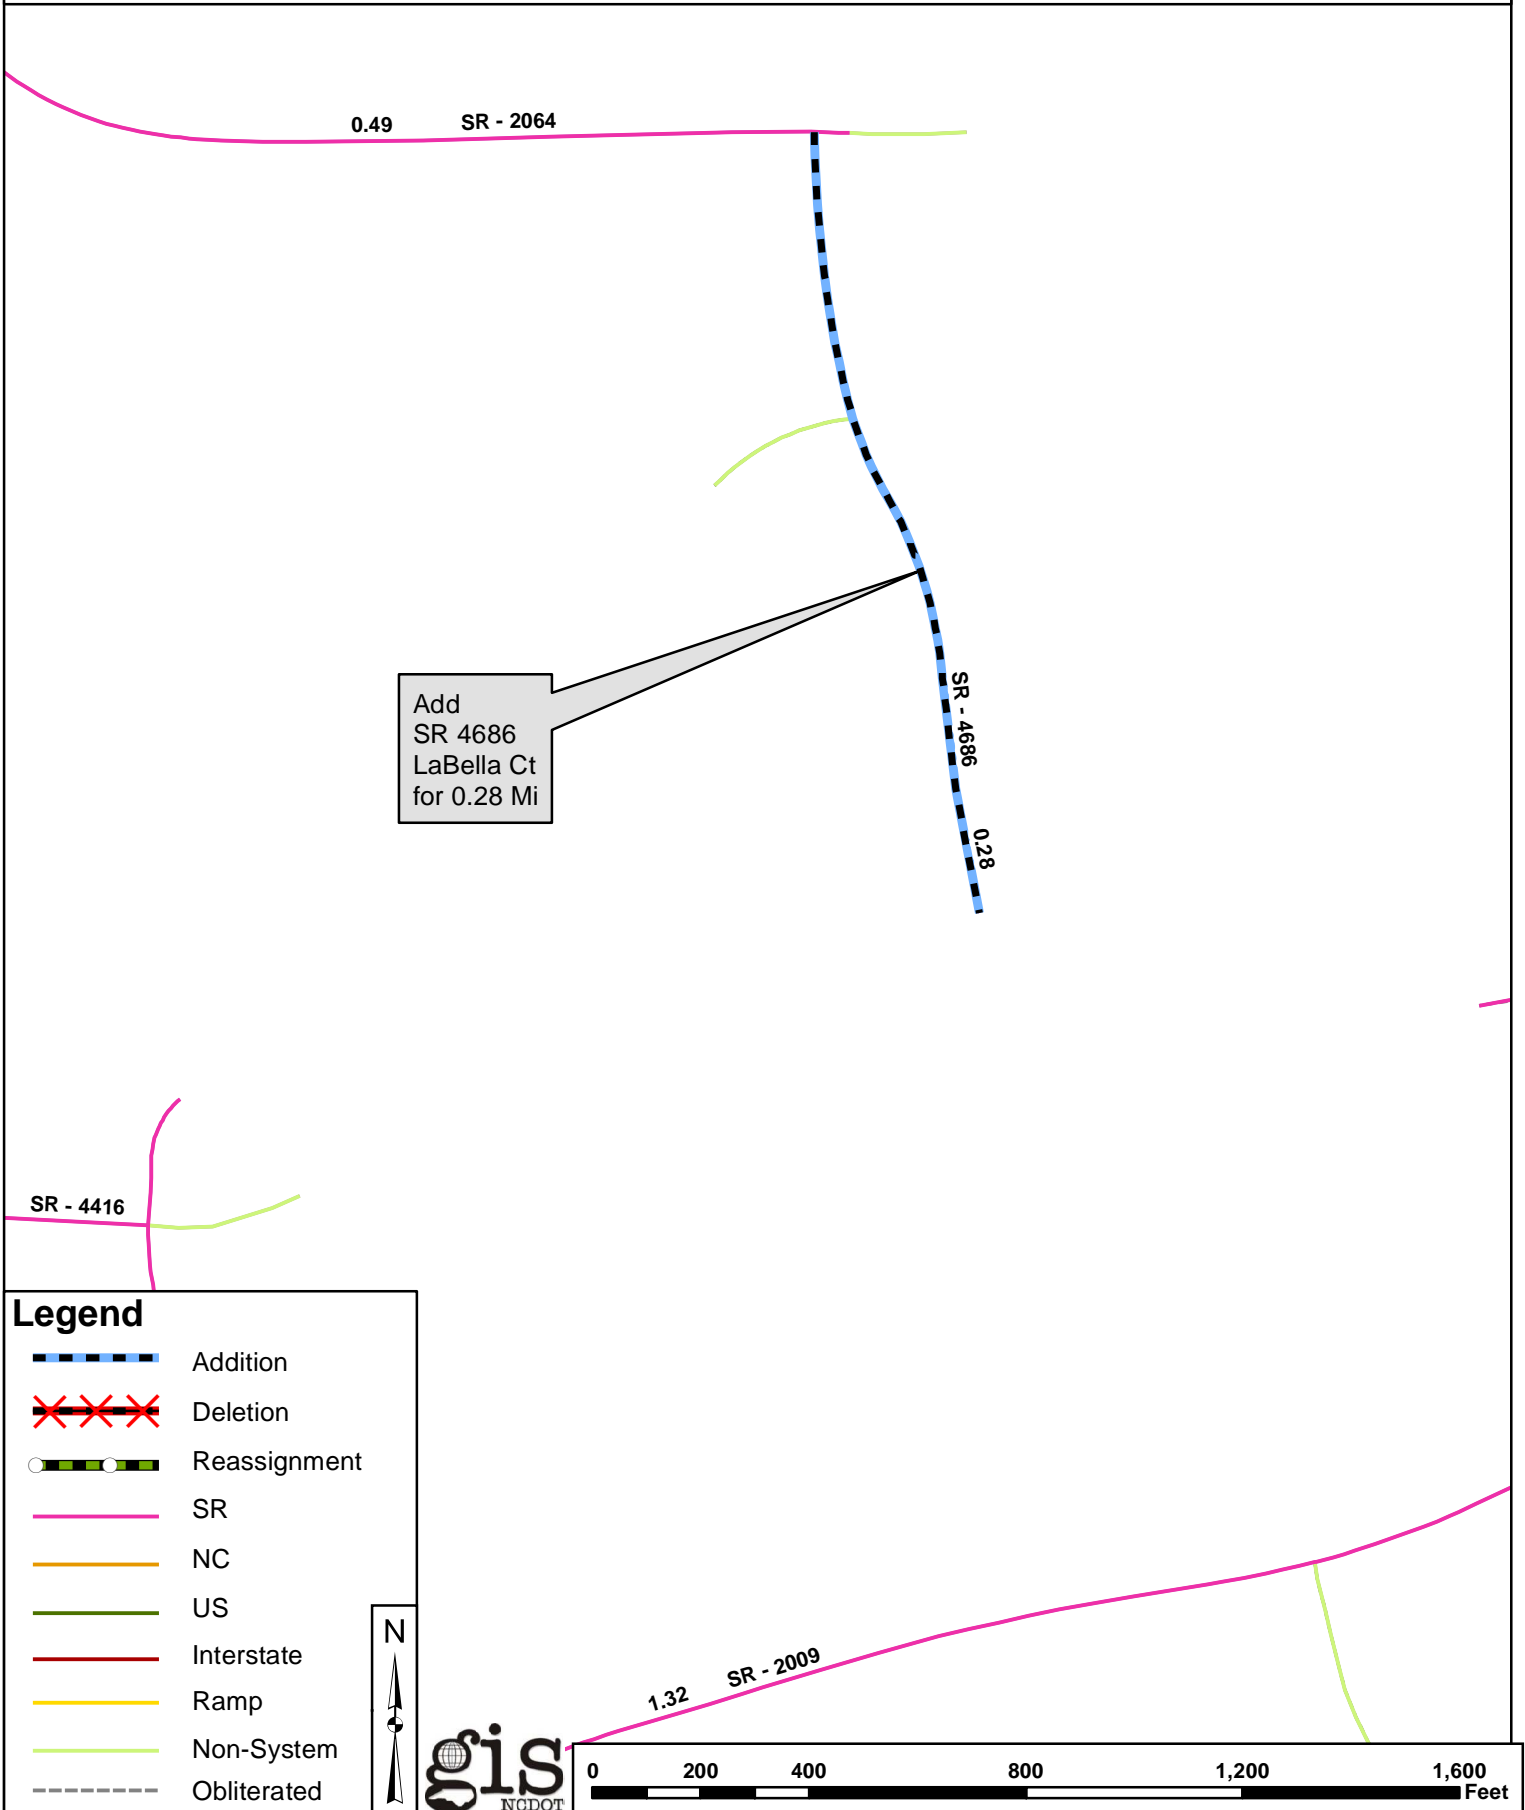 0.49 SR - 2064
Add
SR 4686
LaBella Ct
for 0.28 Mi
SR - 4686
0.28
SR - 4416
Legend
Addition
Deletion
Reassignment
SR
NC
US
Interstate
Ramp
Non-System
Obliterated
N
1.32 SR - 2009
gis
NCDOT
0 200 400 800 1,200 1,600
Feet